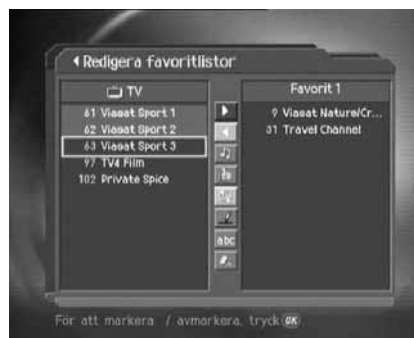 Redigera favoritlistor
TV
61 Viasat Sport 1
62 Viasat Sport 2
63 Viasat Sport 3
97 TV4 Film
102 Private Spice
abc
Favorit 1
9 Viasat Nature/Cr...
31 Travel Channel
För att markera / avmarkera, tryck OK